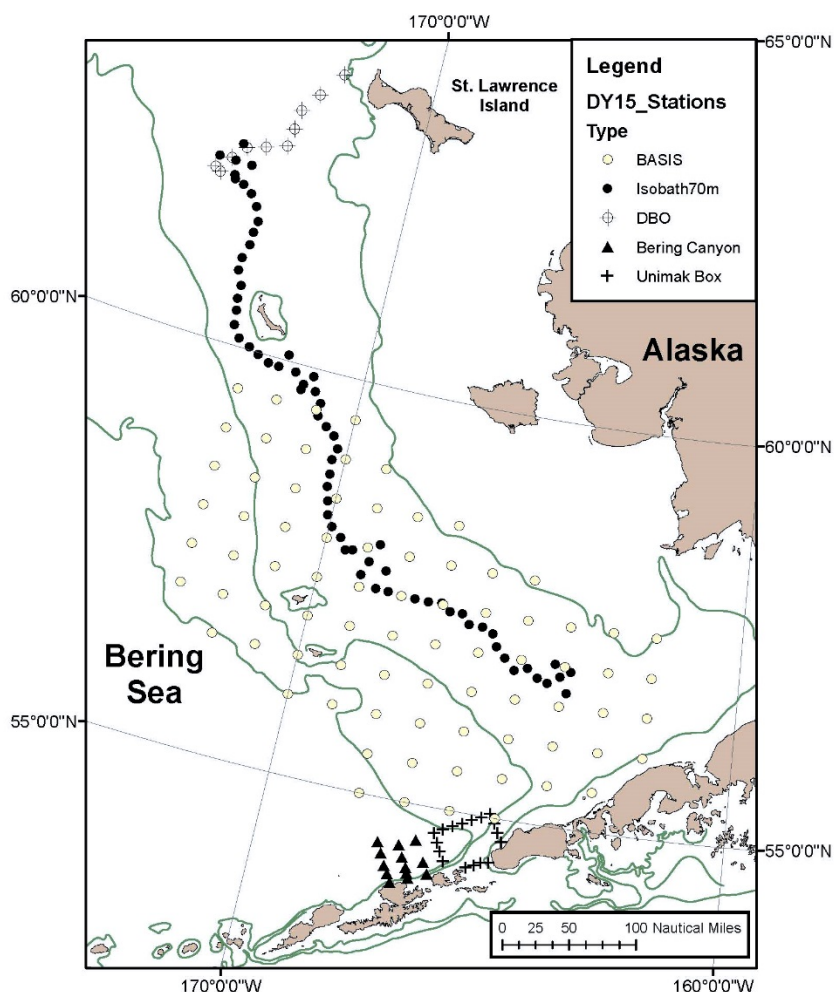 170°0'0"W
65°0'0"N
St. Lawrence
Island
Legend
DY15_Stations
Type
BASIS
Isobath70m
DBO
Bering Canyon
Unimak Box
60°0'0"N
Alaska
60°0'0"N
Bering
Sea
55°0'0"N
55°0'0"N
0 25 50 100 Nautical Miles
170°0'0"W
160°0'0"W